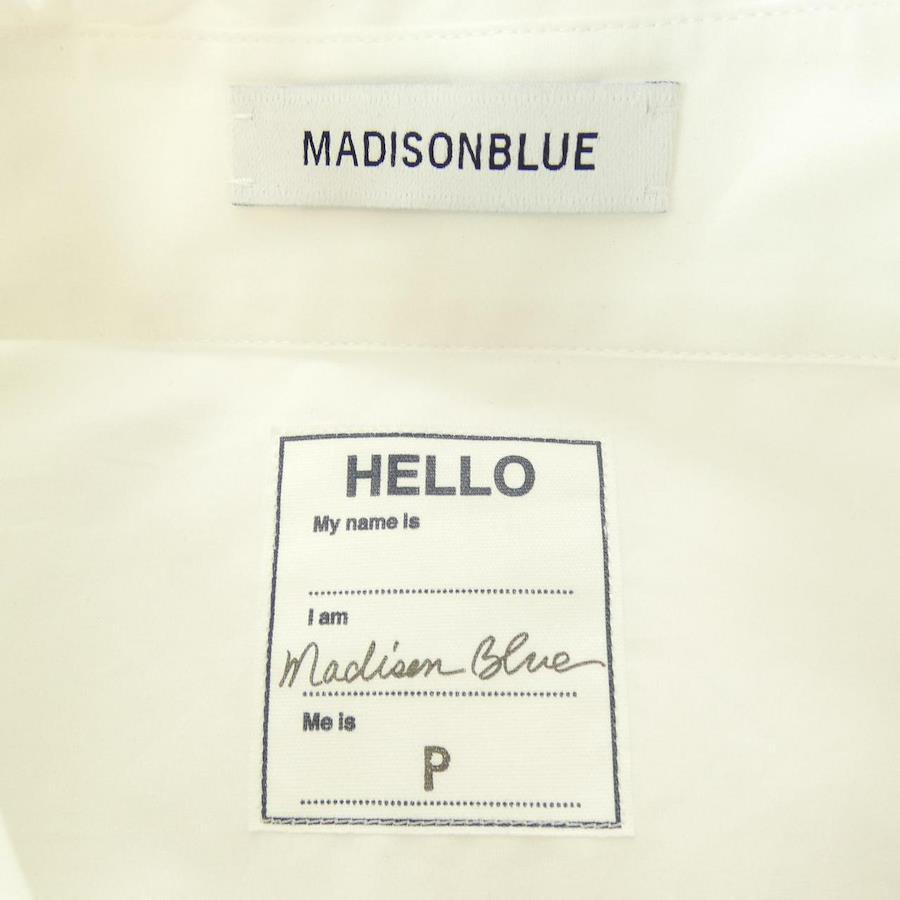 MADISONBLUE
HELLO
My name is
I am
Madison Blue
Me is
P